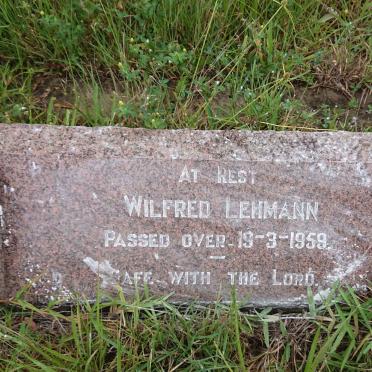 At Rest
Wilfred Lehmann
Passed over 19-3-1959.
Safe with the Lord.